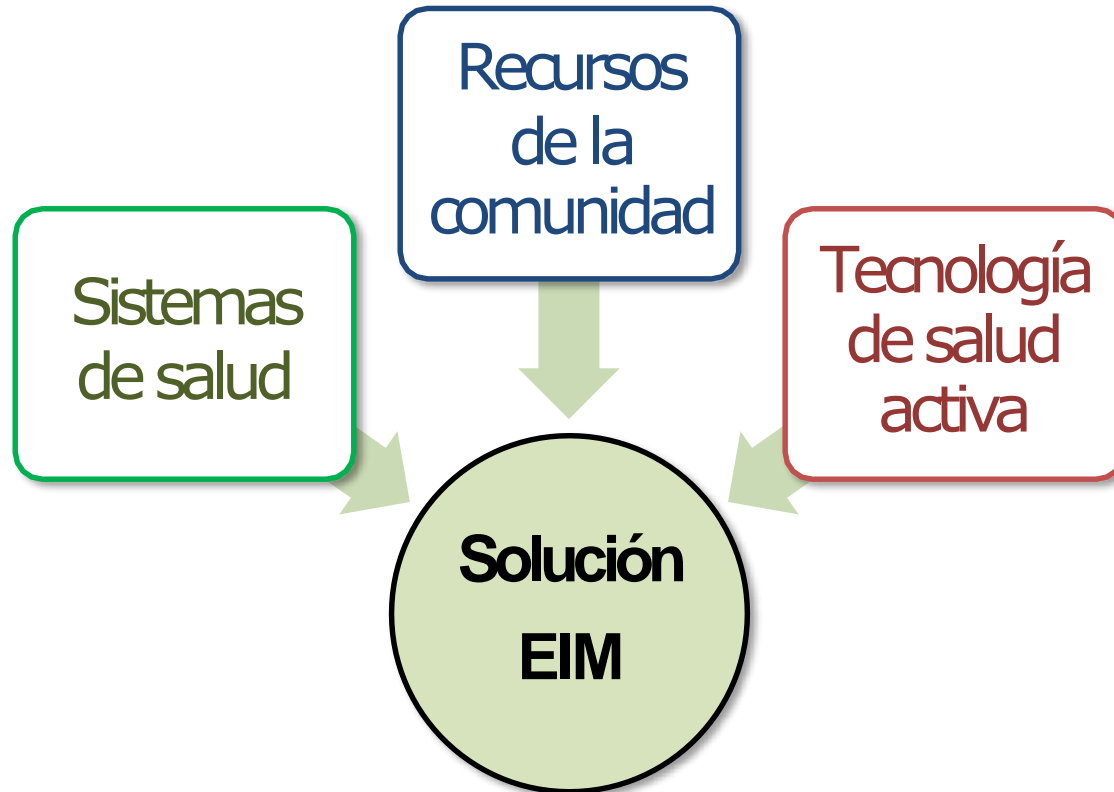 Recursos
de la
comunidad
Sistemas
de salud
Tecnología
de salud
activa
Solución
EIM